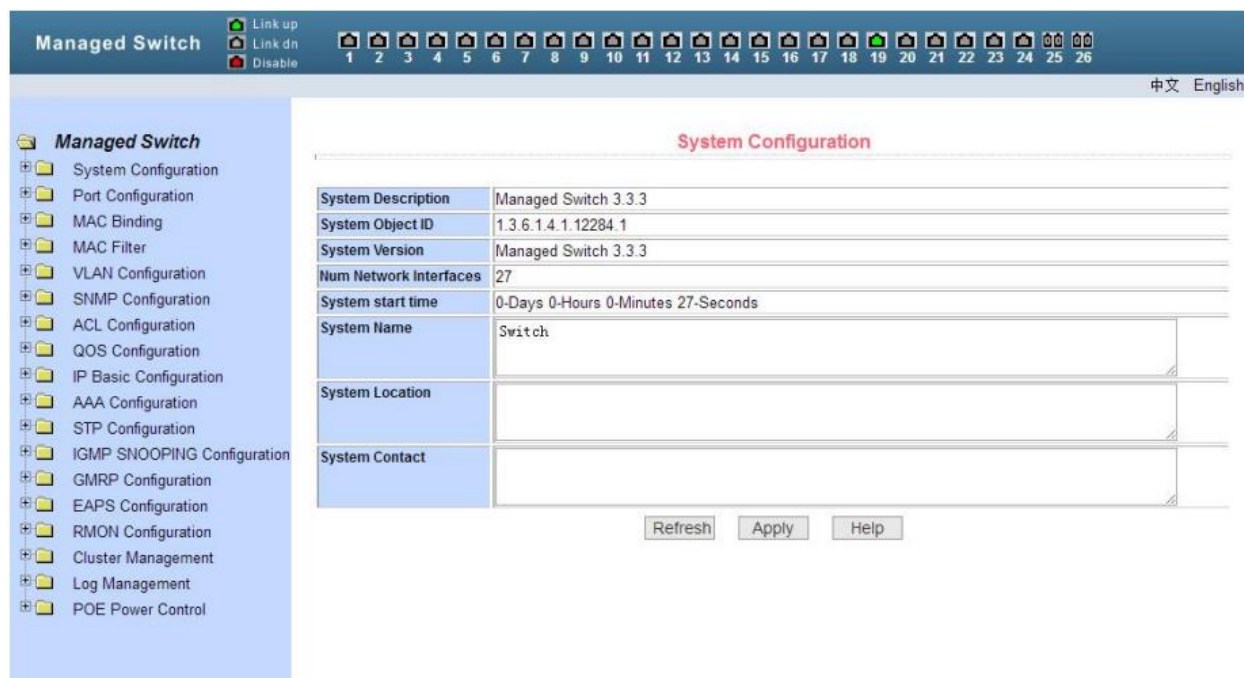 Managed Switch
Link up
Link dn
Disable
1 2 3 4 5 6 7 8 9 10 11 12 13 14 15 16 17 18 19 20 21 22 23 24 25 26
中文 English
Managed Switch
System Configuration
Port Configuration
MAC Binding
MAC Filter
VLAN Configuration
SNMP Configuration
ACL Configuration
QOS Configuration
IP Basic Configuration
AAA Configuration
STP Configuration
IGMP SNOOPING Configuration
GMRP Configuration
EAPS Configuration
RMON Configuration
Cluster Management
Log Management
POE Power Control
System Configuration
System Description Managed Switch 3.3.3
System Object ID 1.3.6.1.4.1.12284.1
System Version Managed Switch 3.3.3
Num Network Interfaces 27
System start time 0-Days 0-Hours 0-Minutes 27-Seconds
System Name Switch
System Location
System Contact
Refresh Apply Help